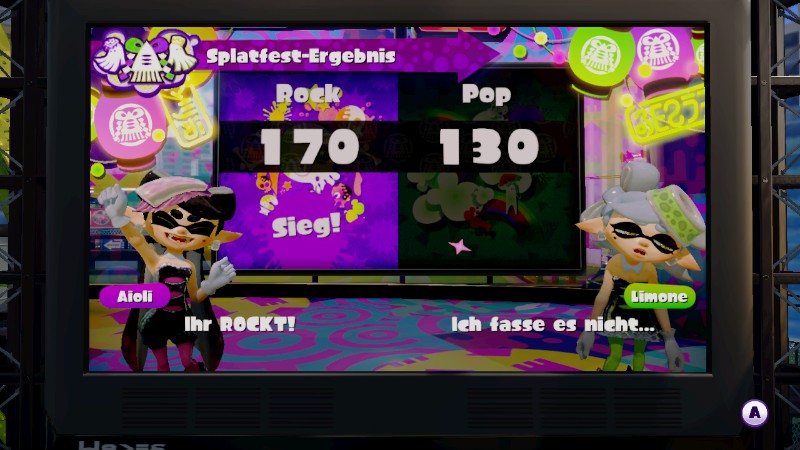 Splatfest-Ergebnis
Rock
Pop
170
130
Sieg!
Aioli
Limone
Ihr ROCKT!
Ich fasse es nicht...
A